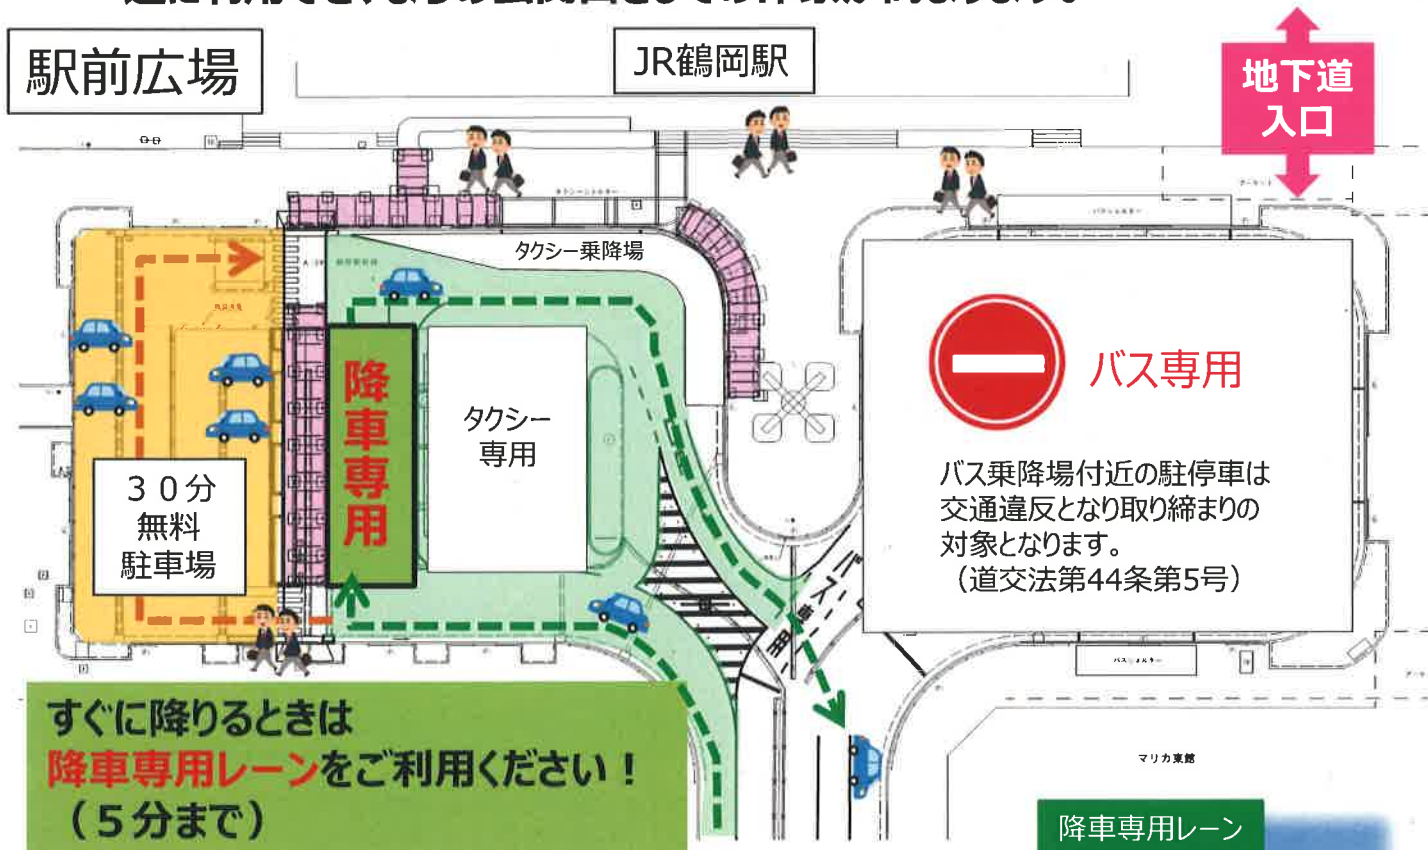 駅前広場
JR鶴岡駅
地下道
入口
タクシー乗降場
降車専用
タクシー
専用
30分
無料
駐車場
バス専用
バス乗降場付近の駐停車は
交通違反となり取り締まりの
対象となります。
（道交法第44条第5号）
バス専用
すぐに降りるときは
降車専用レーンをご利用ください！
（5分まで）
マリカ東館
降車専用レーン